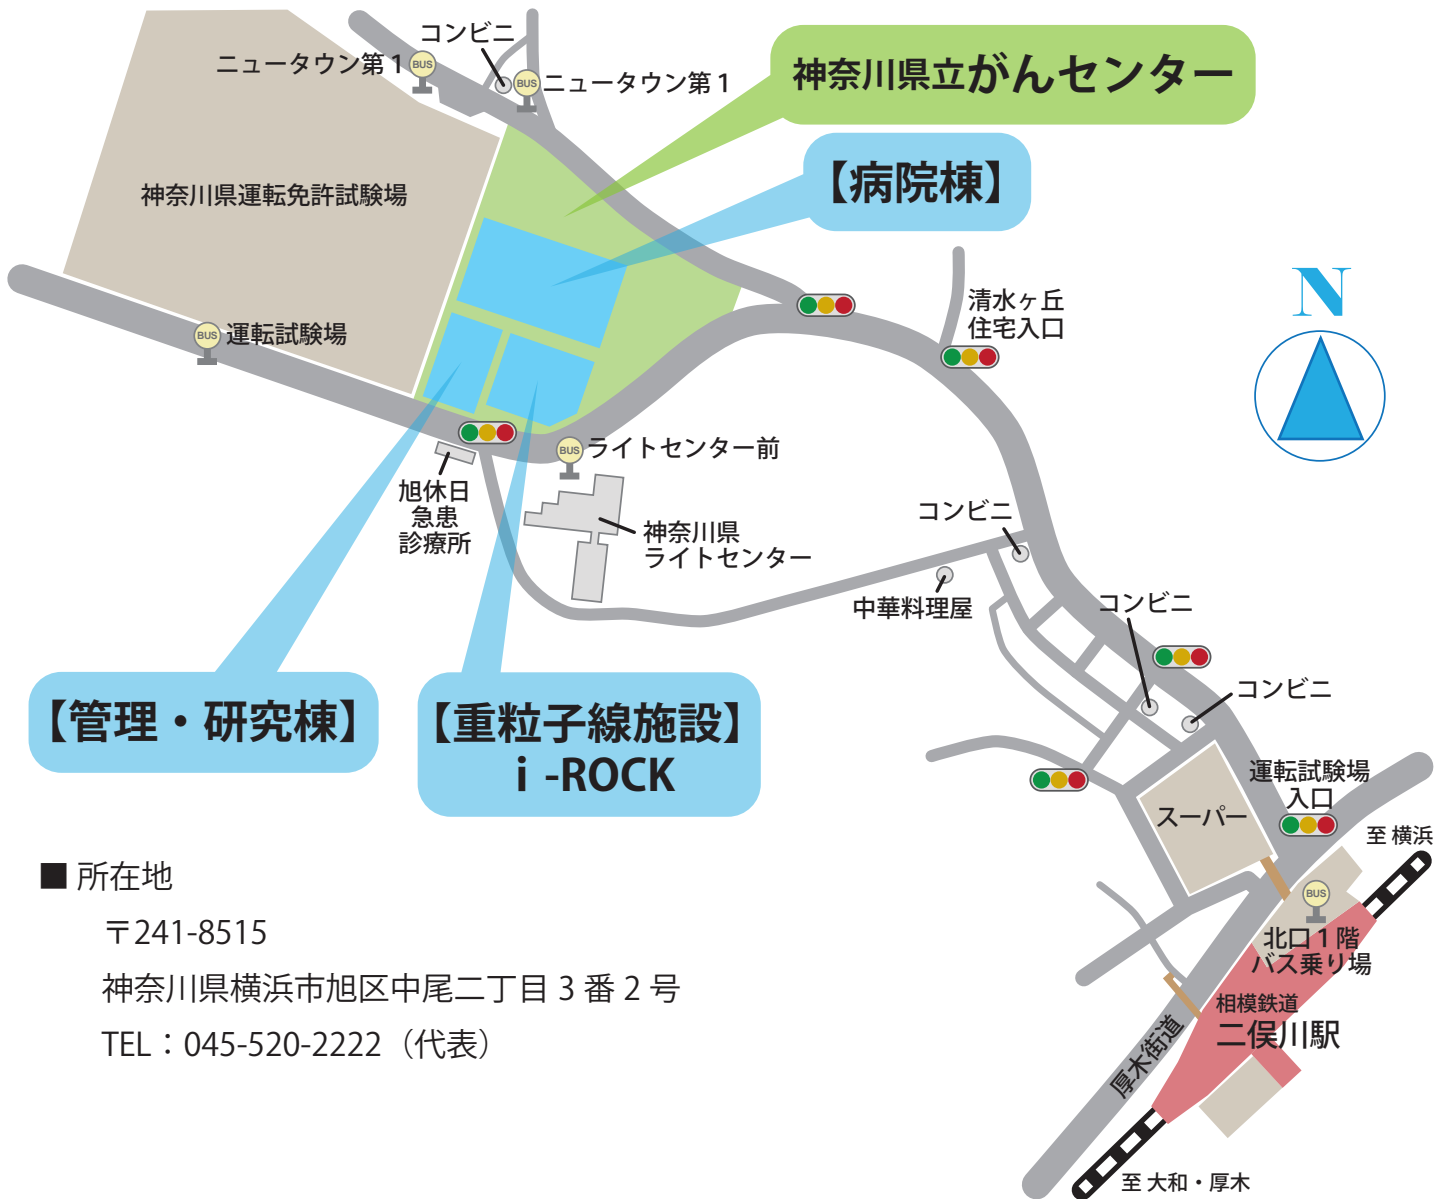 コンビニ
ニュータウン第1
BUS
BUS
ニュータウン第1
神奈川県立がんセンター
【病院棟】
神奈川県運転免許試験場
N
清水ヶ丘
住宅入口
BUS
運転試験場
BUS
ライトセンター前
旭休日
急患
診療所
神奈川県
ライトセンター
コンビニ
中華料理屋
コンビニ
コンビニ
【管理・研究棟】
【重粒子線施設】
i -ROCK
運転試験場
入口
スーパー
至 横浜
BUS
北口1階
バス乗り場
相模鉄道
二俣川駅
厚木街道
至 大和・厚木
■ 所在地
〒241-8515
神奈川県横浜市旭区中尾二丁目 3 番 2 号
TEL：045-520-2222（代表）